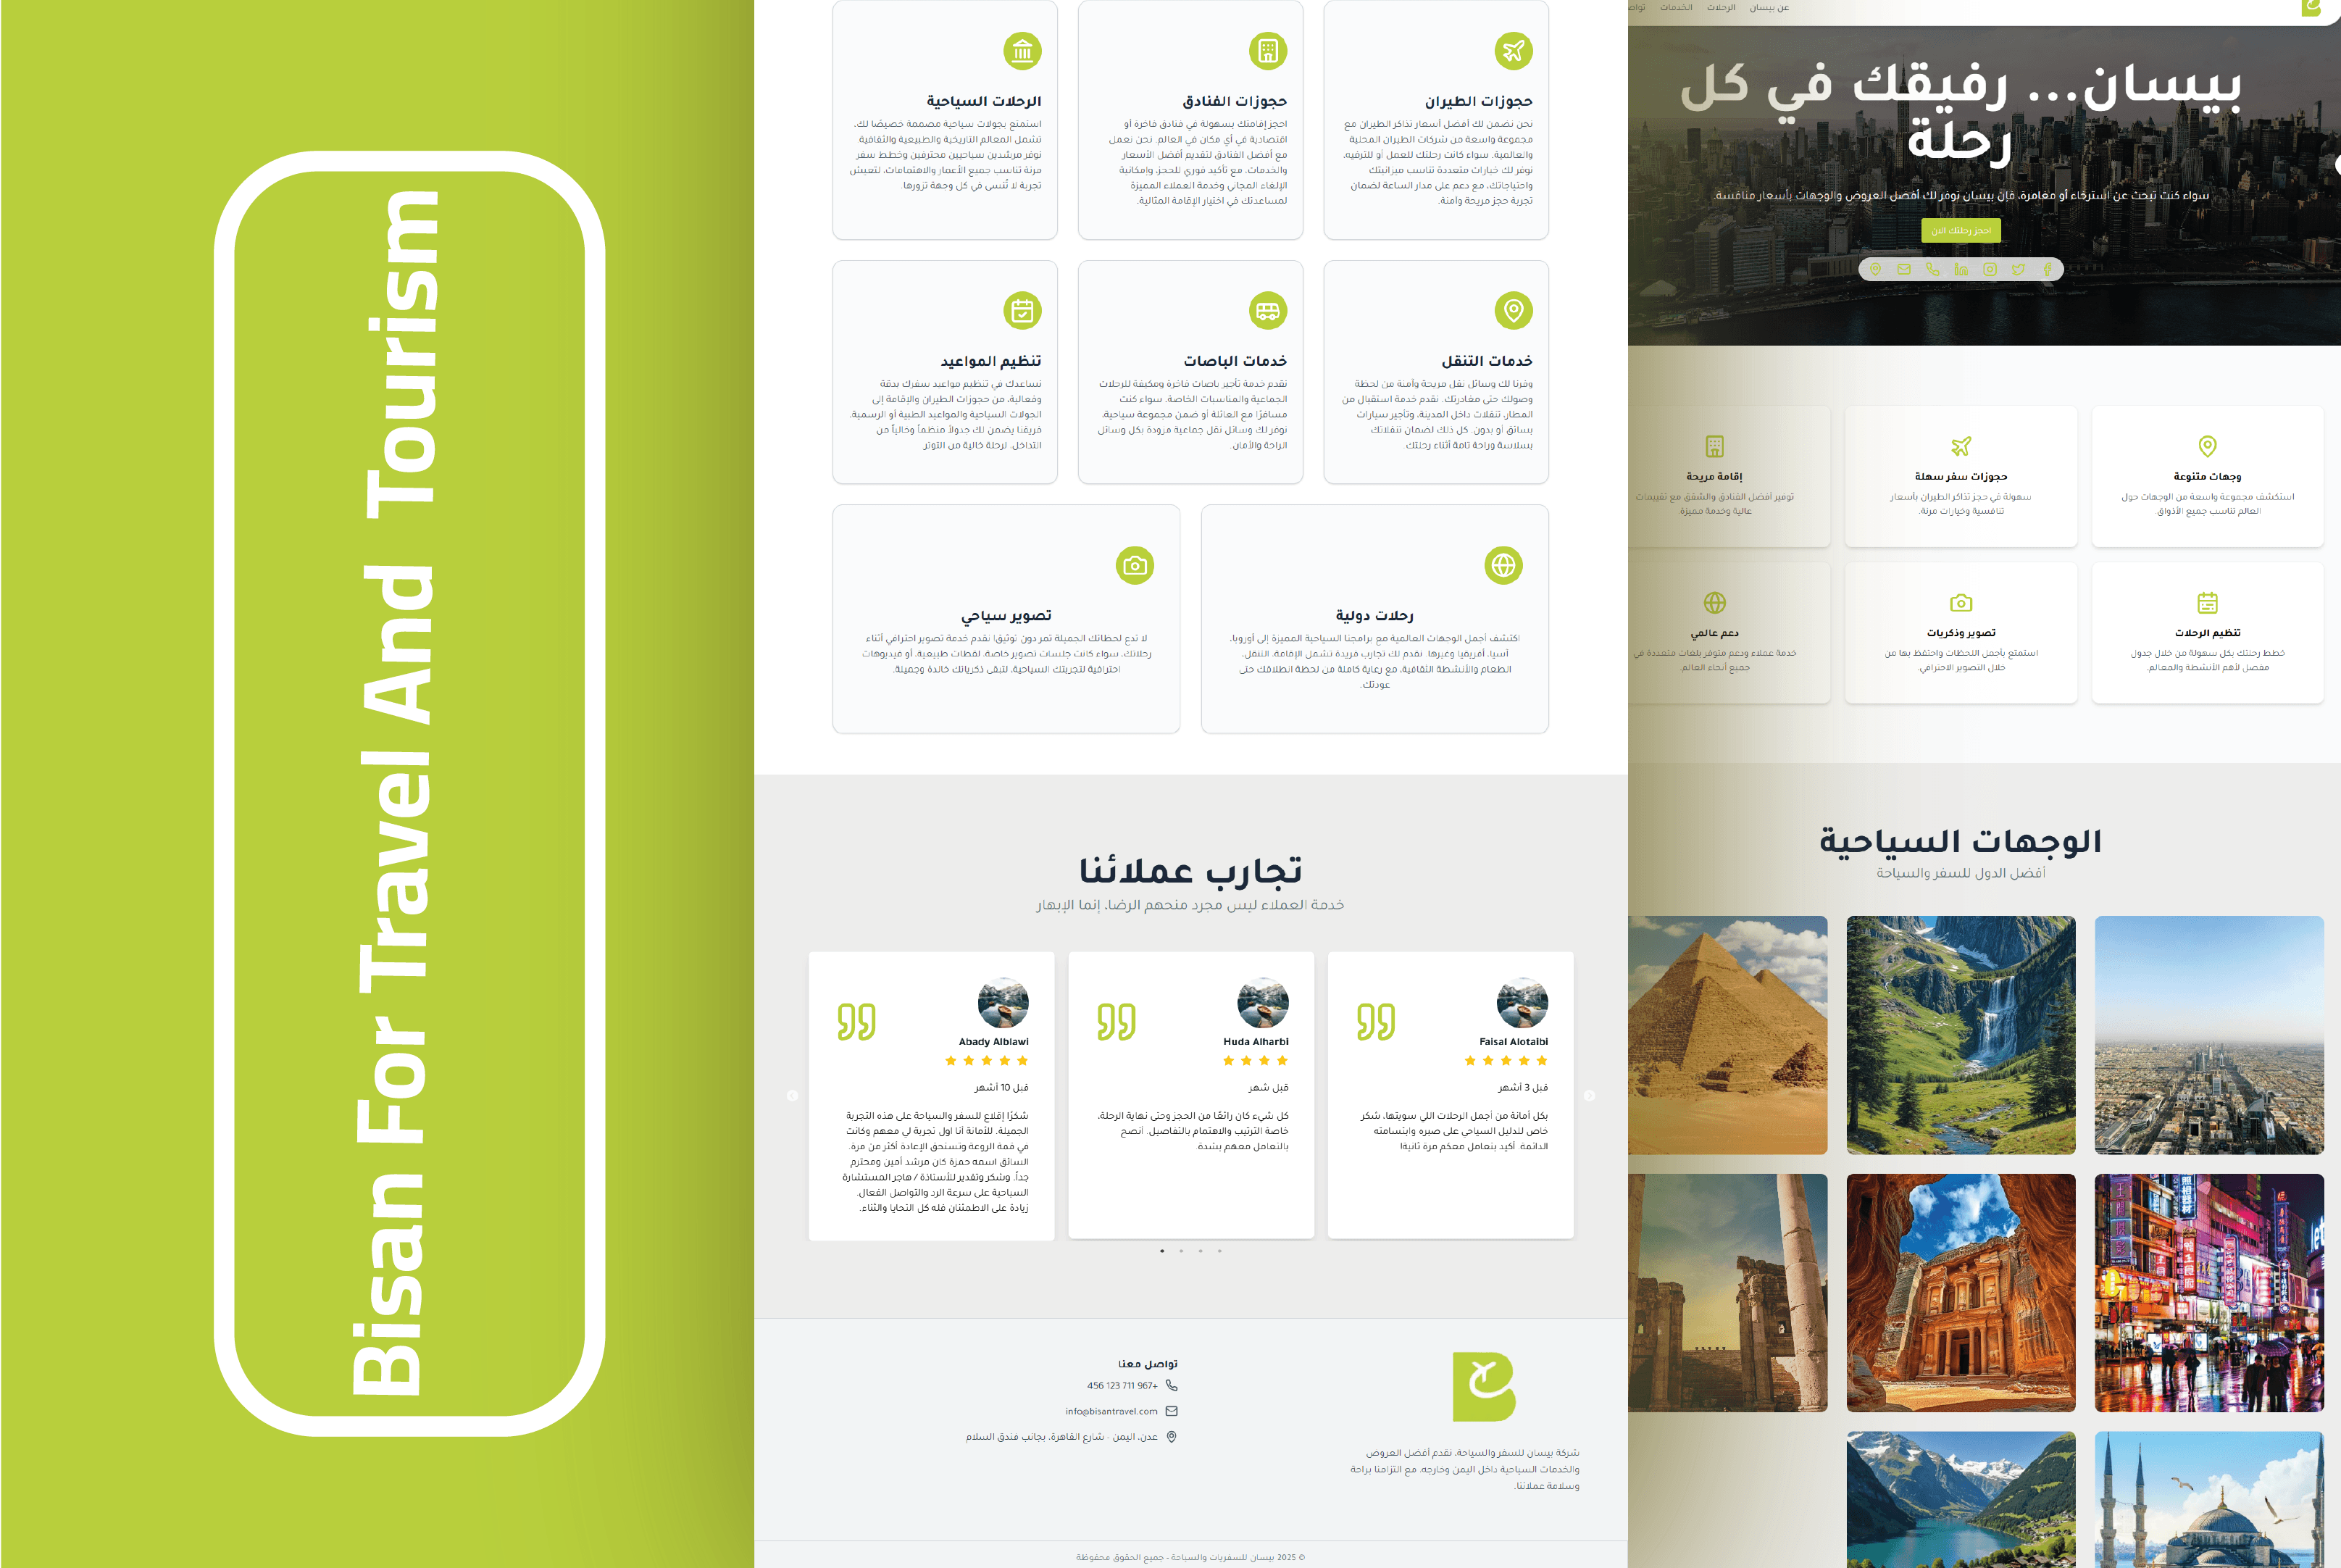 Bisan For Travel And Tourism
حجوزات الطيران
نحن نضمن لك أفضل أسعار تذاكر الطيران مع
مجموعة واسعة من شركات الطيران المحلية
والعالمية. سواء كانت رحلتك للعمل أو للترفيه،
نوفر لك خيارات متعددة تناسب ميزانيتك
واحتياجاتك، مع دعم على مدار الساعة لضمان
تجربة حجز مريحة وآمنة.
حجوزات الفنادق
احجز إقامتك بسهولة في فنادق فاخرة أو
اقتصادية في أي مكان في العالم. نحن نعمل
مع أفضل الفنادق لتقديم أفضل الأسعار
والخدمات، مع تأكيد فوري للحجز، وإمكانية
الإلغاء المجاني وخدمة العملاء المميزة
لمساعدتك في اختيار الإقامة المثالية.
الرحلات السياحية
استمتع بجولات سياحية مصممة خصيصًا لك،
تشمل المعالم التاريخية والطبيعية والثقافية
نوفر مرشدين سياحيين محترفين وخطط سفر
مرنة تناسب جميع الأعمار والاهتمامات، لتعيش
تجربة لا تُنسى في كل وجهة تزورها.
خدمات التنقل
وفرنا لك وسائل نقل مريحة وآمنة من لحظة
وصولك حتى مغادرتك. نقدم خدمة استقبال من
المطار، تنقلات داخل المدينة، وتأجير سيارات
بسائق أو بدون. كل ذلك لضمان تنقلاتك
بسلاسة وراحة تامة أثناء رحلتك.
خدمات الباصات
نقدم خدمة تأجير باصات فاخرة ومكيفة للرحلات
الجماعية والمناسبات الخاصة. سواء كنت
مسافرًا مع العائلة أو ضمن مجموعة سياحية،
نوفر لك وسائل نقل جماعية مزودة بكل وسائل
الراحة والأمان.
تنظيم المواعيد
نساعدك في تنظيم مواعيد سفرك بدقة
وفعالية، من حجوزات الطيران والإقامة إلى
الجولات السياحية والمواعيد الطبية أو الرسمية.
فريقنا يضمن لك جدولاً منظماً وخالياً من
التداخل، لرحلة خالية من التوتر
رحلات دولية
اكتشف أجمل الوجهات العالمية مع برامجنا السياحية المميزة إلى أوروبا،
آسيا، أفريقيا وغيرها. نقدم لك تجارب فريدة تشمل الإقامة، التنقل،
الطعام والأنشطة الثقافية، مع رعاية كاملة من لحظة انطلاقك حتى
عودتك.
تصوير سياحي
لا تدع لحظاتك الجميلة تمر دون توثيق! نقدم خدمة تصوير احترافي أثناء
رحلاتك، سواء كانت جلسات تصوير خاصة، لقطات طبيعية، أو فيديوهات
احترافية لتجربتك السياحية، لتبقى ذكرياتك خالدة وجميلة.
تجارب عملائنا
خدمة العملاء ليس مجرد منحهم الرضا، إنما الإبهار
Faisal Alotaibi
قبل 3 أشهر
بكل أمانة من أجمل الرحلات اللي سويتها، شكر
خاص للدليل السياحي على صبره وابتسامته
الدائمة. أكيد بنعامل معكم مرة ثانية!
Huda Alharbi
قبل شهر
كل شيء كان رائعًا من الحجز وحتى نهاية الرحلة،
خاصة الترتيب والاهتمام بالتفاصيل. أنصح
بالتعامل معهم بشدة.
Abady Alblawi
قبل 10 أشهر
شكرًا إقلاع للسفر والسياحة على هذه التجربة
الجميلة. للأمانة أنا اول تجربة لي معهم وكانت
في قمة الروعة وتستحق الإعادة أكثر من مرة.
السائق اسمه حمزة كان مرشد أمين ومحترم
جداً. وشكر وتقدير للأستاذة / هاجر المستشارة
السياحية على سرعة الرد والتواصل الفعال.
زيادة على الاطمئنان فله كل التحايا والثناء.
شركة بيسان للسفر والسياحة، نقدم أفضل العروض
والخدمات السياحية داخل اليمن وخارجه، مع التزامنا براحة
وسلامة عملائنا.
تواصل معنا
+967 711 123 456
info@bisantravel.com
عدن، اليمن - شارع القاهرة، بجانب فندق السلام
© 2025 بيسان للسفريات والسياحة - جميع الحقوق محفوظة
عن بيسان الرحلات الخدمات تواص
بيسان... رفيقك في كل
رحلة
سواء كنت تبحث عن استرخاء أو مغامرة، فإن بيسان توفر لك أفضل العروض والوجهات بأسعار منافسة.
احجز رحلتك الان
وجهات متنوعة
استكشف مجموعة واسعة من الوجهات حول
العالم تناسب جميع الأذواق.
حجوزات سفر سهلة
سهولة في حجز تذاكر الطيران بأسعار
تنافسية وخيارات مرنة.
إقامة مريحة
توفير أفضل الفنادق والشقق مع تقييمات
عالية وخدمة مميزة.
تنظيم الرحلات
خطط رحلتك بكل سهولة من خلال جدول
مفصل لأهم الأنشطة والمعالم.
تصوير وذكريات
استمتع بأجمل اللحظات واحتفظ بها من
خلال التصوير الاحترافي.
دعم عالمي
خدمة عملاء ودعم متوفر بلغات متعددة في
جميع أنحاء العالم.
الوجهات السياحية
أفضل الدول للسفر والسياحة